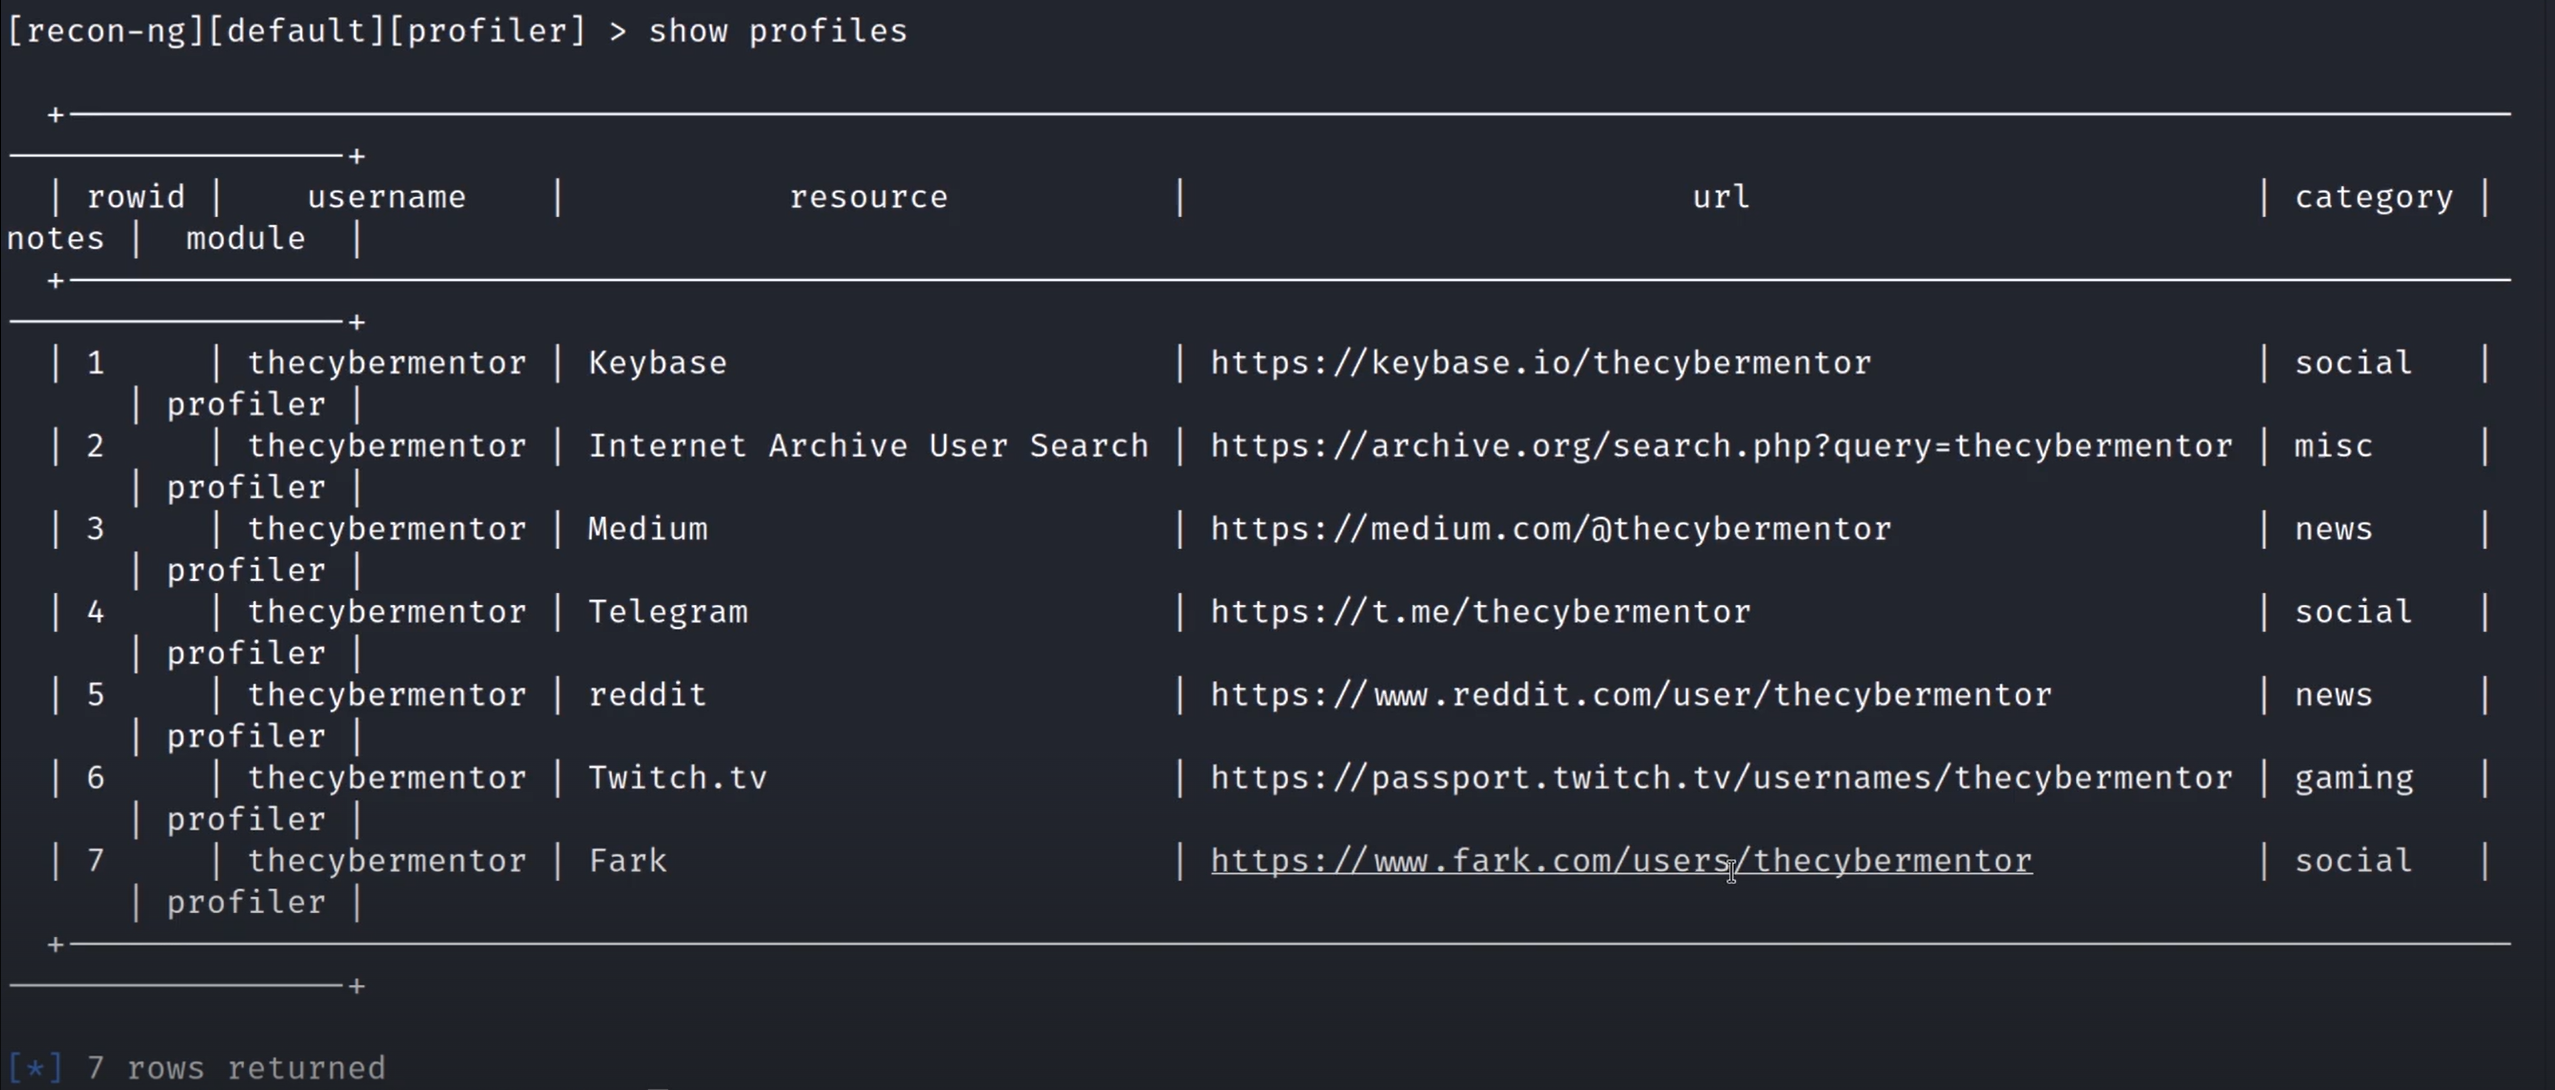 [recon-ng][default][profiler] > show profiles
+---------------------------------------------------------------
-----------------+
| rowid | username | resource | url | category |
notes | module |
+---------------------------------------------------------------
-----------------+
| 1 | thecybermentor | Keybase | https://keybase.io/thecybermentor | social |
| profiler |
| 2 | thecybermentor | Internet Archive User Search | https://archive.org/search.php?query=thecybermentor | misc |
| profiler |
| 3 | thecybermentor | Medium | https://medium.com/@thecybermentor | news |
| profiler |
| 4 | thecybermentor | Telegram | https://t.me/thecybermentor | social |
| profiler |
| 5 | thecybermentor | reddit | https://www.reddit.com/user/thecybermentor | news |
| profiler |
| 6 | thecybermentor | Twitch.tv | https://passport.twitch.tv/usernames/thecybermentor | gaming |
| profiler |
| 7 | thecybermentor | Fark | https://www.fark.com/users/thecybermentor | social |
| profiler |
+---------------------------------------------------------------
-----------------+
[*] 7 rows returned